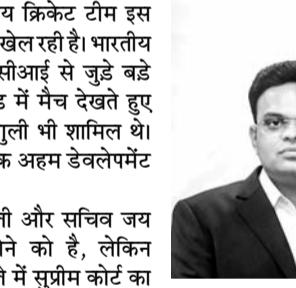 य क्रिकेट टीम इस
खेल रही है। भारतीय
सीआई से जुड़े बड़े
में मैच देखते हुए
गुली भी शामिल थे।
क अहम डेवलेपमेंट
और सचिव जय
ने को है, लेकिन
में सुप्रीम कोर्ट का